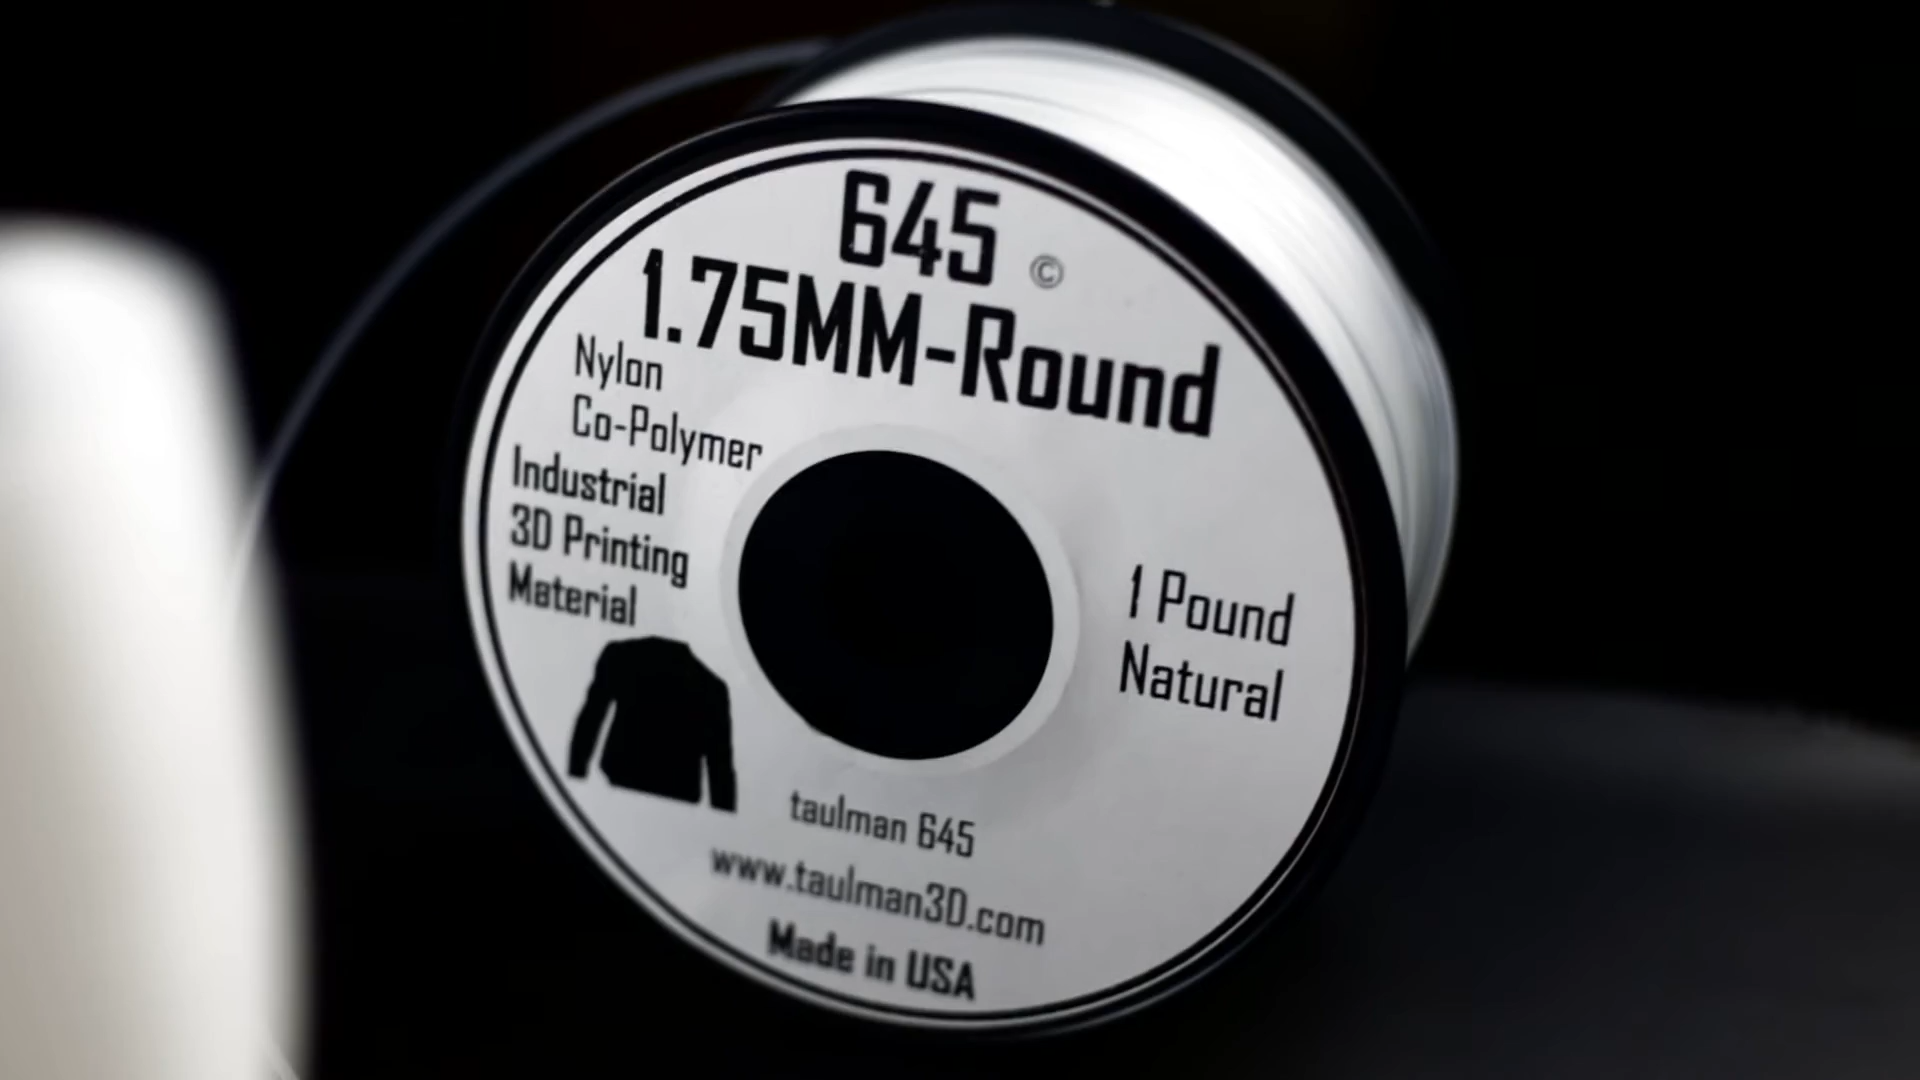 645 ©
1.75MM-Round
Nylon
Co-Polymer
Industrial
3D Printing
Material
1 Pound
Natural
taulman 645
www.taulman3D.com
Made in USA